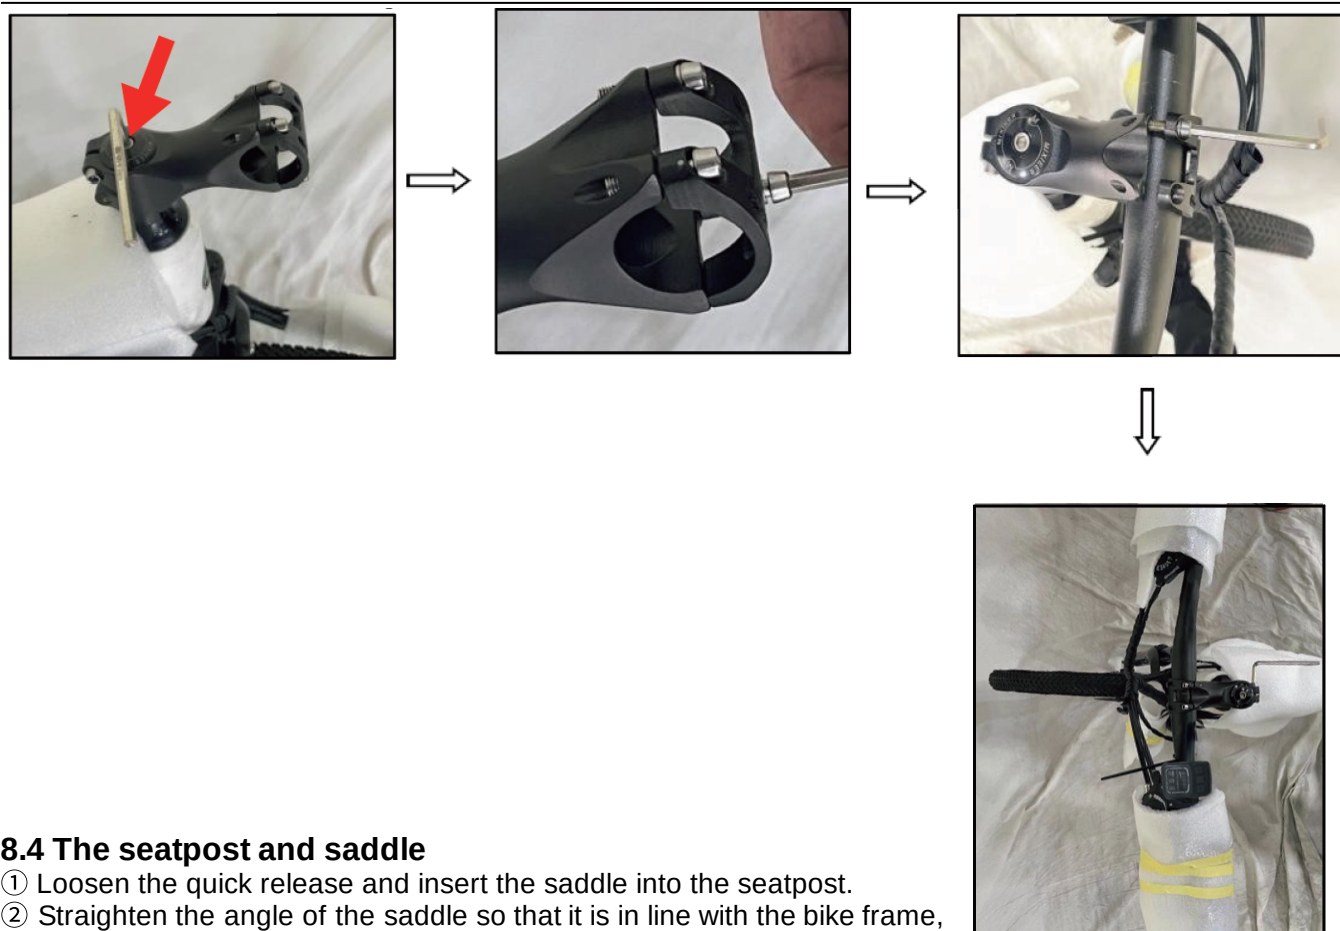 8.4 The seatpost and saddle
① Loosen the quick release and insert the saddle into the seatpost.
② Straighten the angle of the saddle so that it is in line with the bike frame,